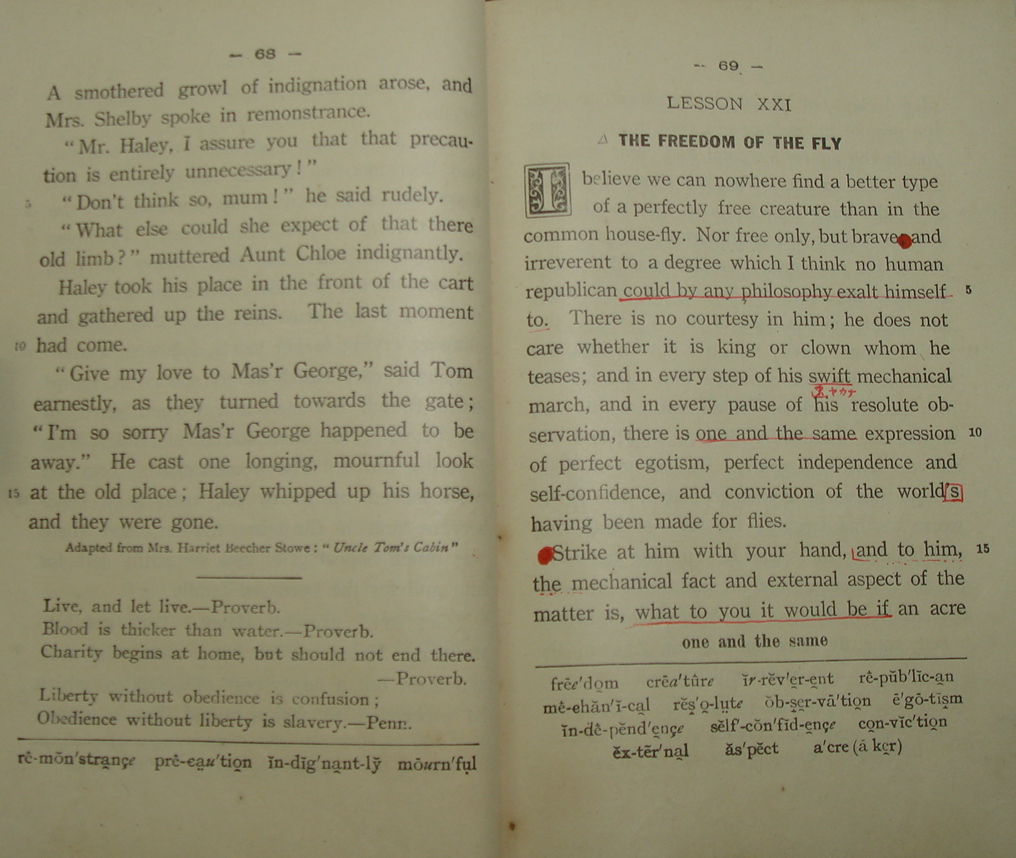 — 68 —
A smothered growl of indignation arose, and
Mrs. Shelby spoke in remonstrance.
"Mr. Haley, I assure you that that precau-
tion is entirely unnecessary!"
5 "Don't think so, mum!" he said rudely.
"What else could she expect of that there
old limb?" muttered Aunt Chloe indignantly.
Haley took his place in the front of the cart
and gathered up the reins. The last moment
10 had come.
"Give my love to Mas'r George," said Tom
earnestly, as they turned towards the gate;
"I'm so sorry Mas'r George happened to be
away." He cast one longing, mournful look
15 at the old place; Haley whipped up his horse,
and they were gone.
Adapted from Mrs. Harriet Beecher Stowe: "Uncle Tom's Cabin"
Live, and let live.—Proverb.
Blood is thicker than water.—Proverb.
Charity begins at home, but should not end there.
—Proverb.
Liberty without obedience is confusion;
Obedience without liberty is slavery.—Penn.
rê-mŏn'strançe prê-cau'tion ĭn-dĭg'nant-lỹ mōurn'ful
— 69 —
LESSON XXI
△ THE FREEDOM OF THE FLY
I believe we can nowhere find a better type
of a perfectly free creature than in the
common house-fly. Nor free only, but brave, and
irreverent to a degree which I think no human
republican could by any philosophy exalt himself 5
to. There is no courtesy in him; he does not
care whether it is king or clown whom he
teases; and in every step of his swift mechanical
march, and in every pause of his resolute ob-
servation, there is one and the same expression 10
of perfect egotism, perfect independence and
self-confidence, and conviction of the world's
having been made for flies.
Strike at him with your hand, and to him, 15
the mechanical fact and external aspect of the
matter is, what to you it would be if an acre
one and the same
frēe'dom crēa'tûre ĭr-rĕv'er-ent rê-pŭb'lĭc-an
mê-ehăn'ĭ-cal rĕs'o-lute ŏb-ser-vā'tion ē'gō-tism
ĭn-dê-pĕnd'ençe sĕlf'-cŏn'fĭd-ençe con-vĭc'tion
ĕx-tẽr'nal ăs'pĕct a'cre (ā ker)